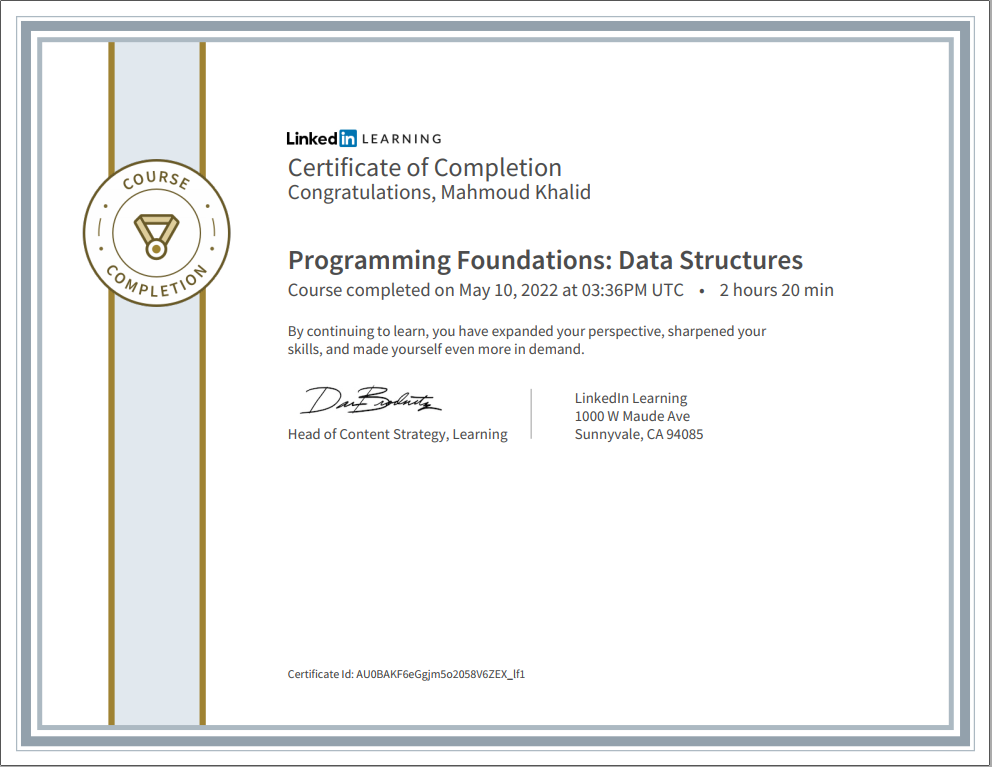 COURSE
COMPLETION
Linked in LEARNING
Certificate of Completion
Congratulations, Mahmoud Khalid
Programming Foundations: Data Structures
Course completed on May 10, 2022 at 03:36PM UTC • 2 hours 20 min
By continuing to learn, you have expanded your perspective, sharpened your
skills, and made yourself even more in demand.
Head of Content Strategy, Learning
LinkedIn Learning
1000 W Maude Ave
Sunnyvale, CA 94085
Certificate Id: AU0BAKF6eGgjm5o2058V6ZEX_lf1